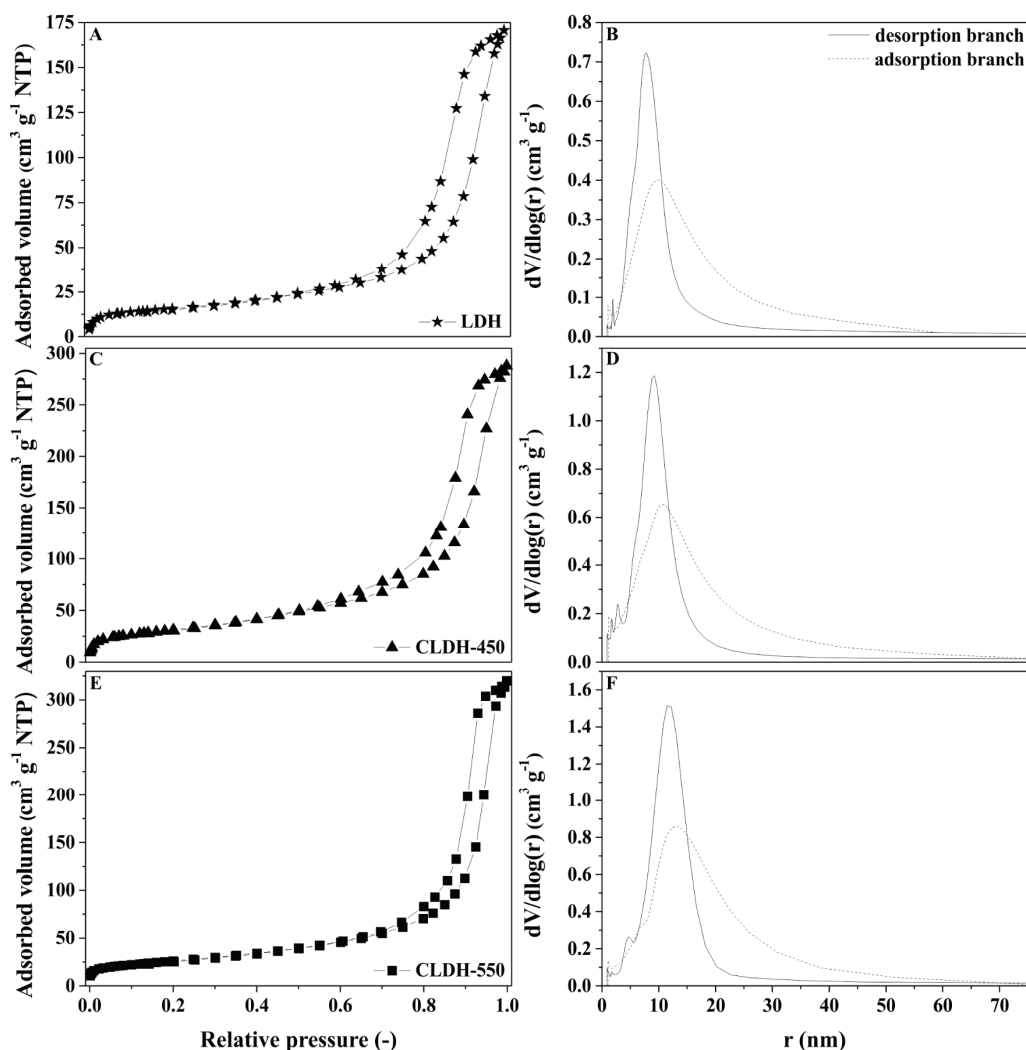 A
Adsorbed volume (cm³ g⁻¹ NTP)
175
150
125
100
75
50
25
0
LDH
B
desorption branch
adsorption branch
dV/dlog(r) (cm³ g⁻¹)
0.8
0.7
0.6
0.5
0.4
0.3
0.2
0.1
0.0
C
Adsorbed volume (cm³ g⁻¹ NTP)
300
250
200
150
100
50
0
CLDH-450
D
dV/dlog(r) (cm³ g⁻¹)
1.2
1.0
0.8
0.6
0.4
0.2
0.0
E
Adsorbed volume (cm³ g⁻¹ NTP)
300
250
200
150
100
50
0
CLDH-550
0.0 0.2 0.4 0.6 0.8 1.0
Relative pressure (-)
F
dV/dlog(r) (cm³ g⁻¹)
1.6
1.4
1.2
1.0
0.8
0.6
0.4
0.2
0.0
0 10 20 30 40 50 60 70
r (nm)